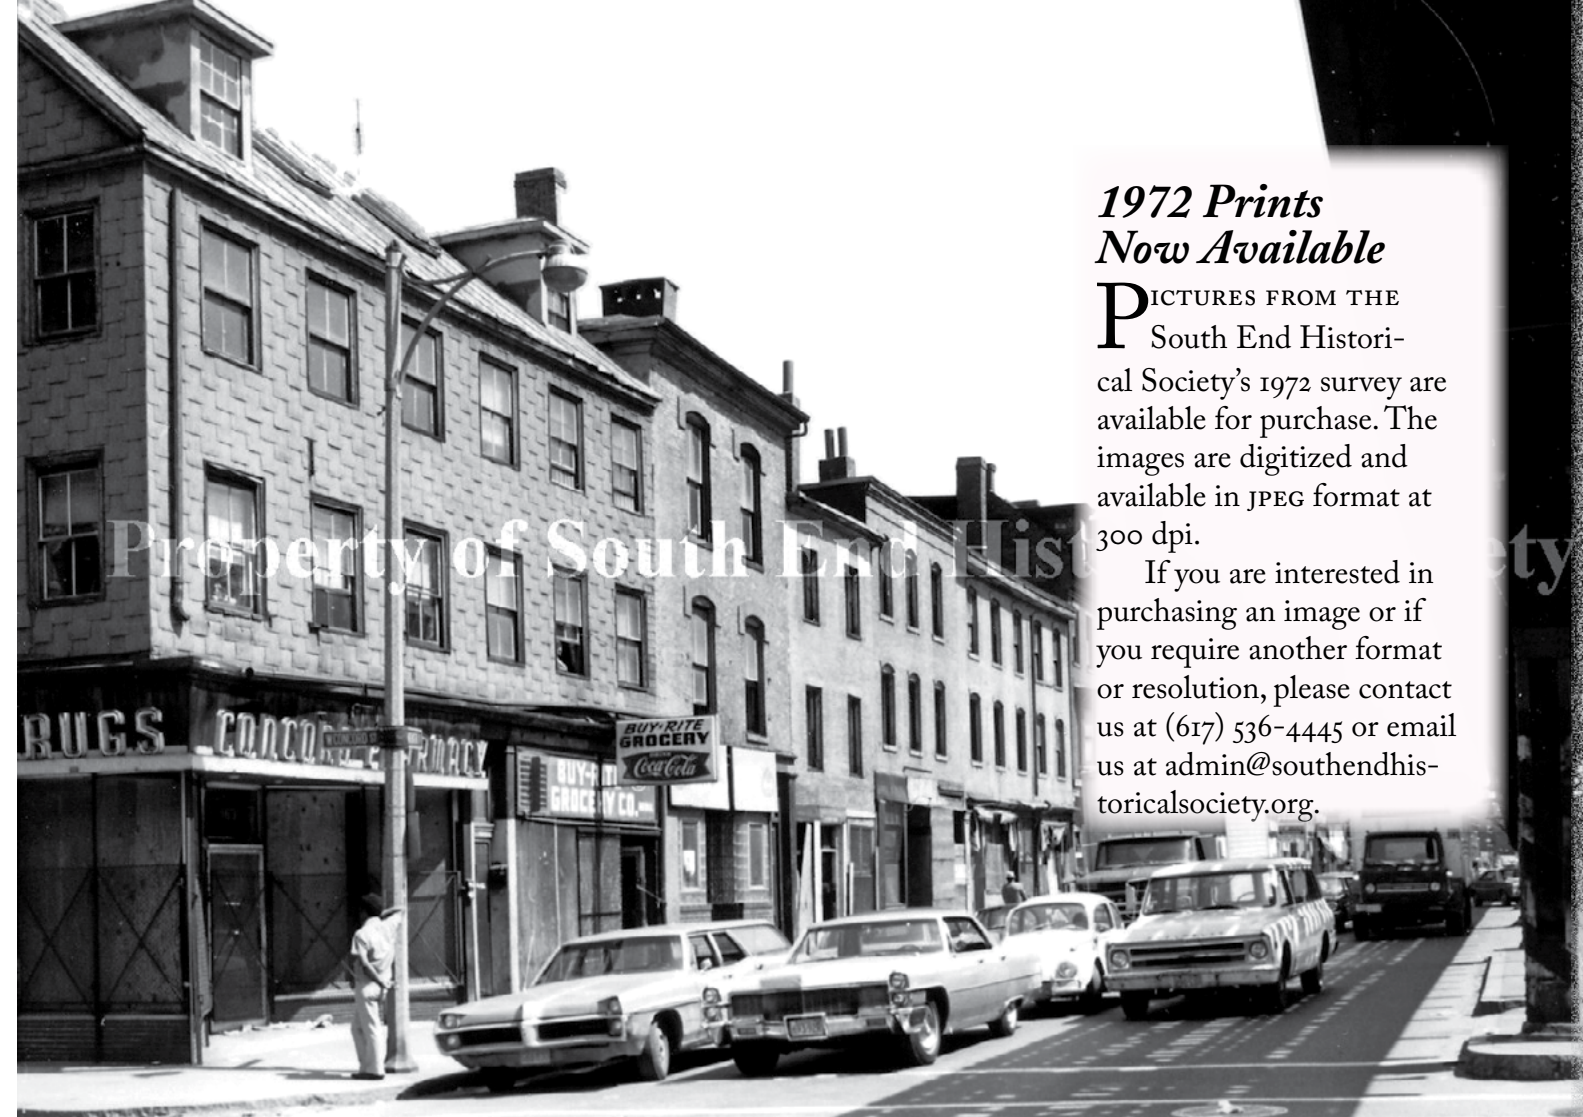 1972 Prints
Now Available
PICTURES FROM THE
South End Histori-
cal Society's 1972 survey are
available for purchase. The
images are digitized and
available in JPEG format at
300 dpi.
If you are interested in
purchasing an image or if
you require another format
or resolution, please contact
us at (617) 536-4445 or email
us at admin@southendhis-
toricalsociety.org.
Property of South End Hist ety
RUGS
CONCO RMACY
BUY-RITE
GROCERY
Coca-Cola
BUY-RIT
GROCERY CO.